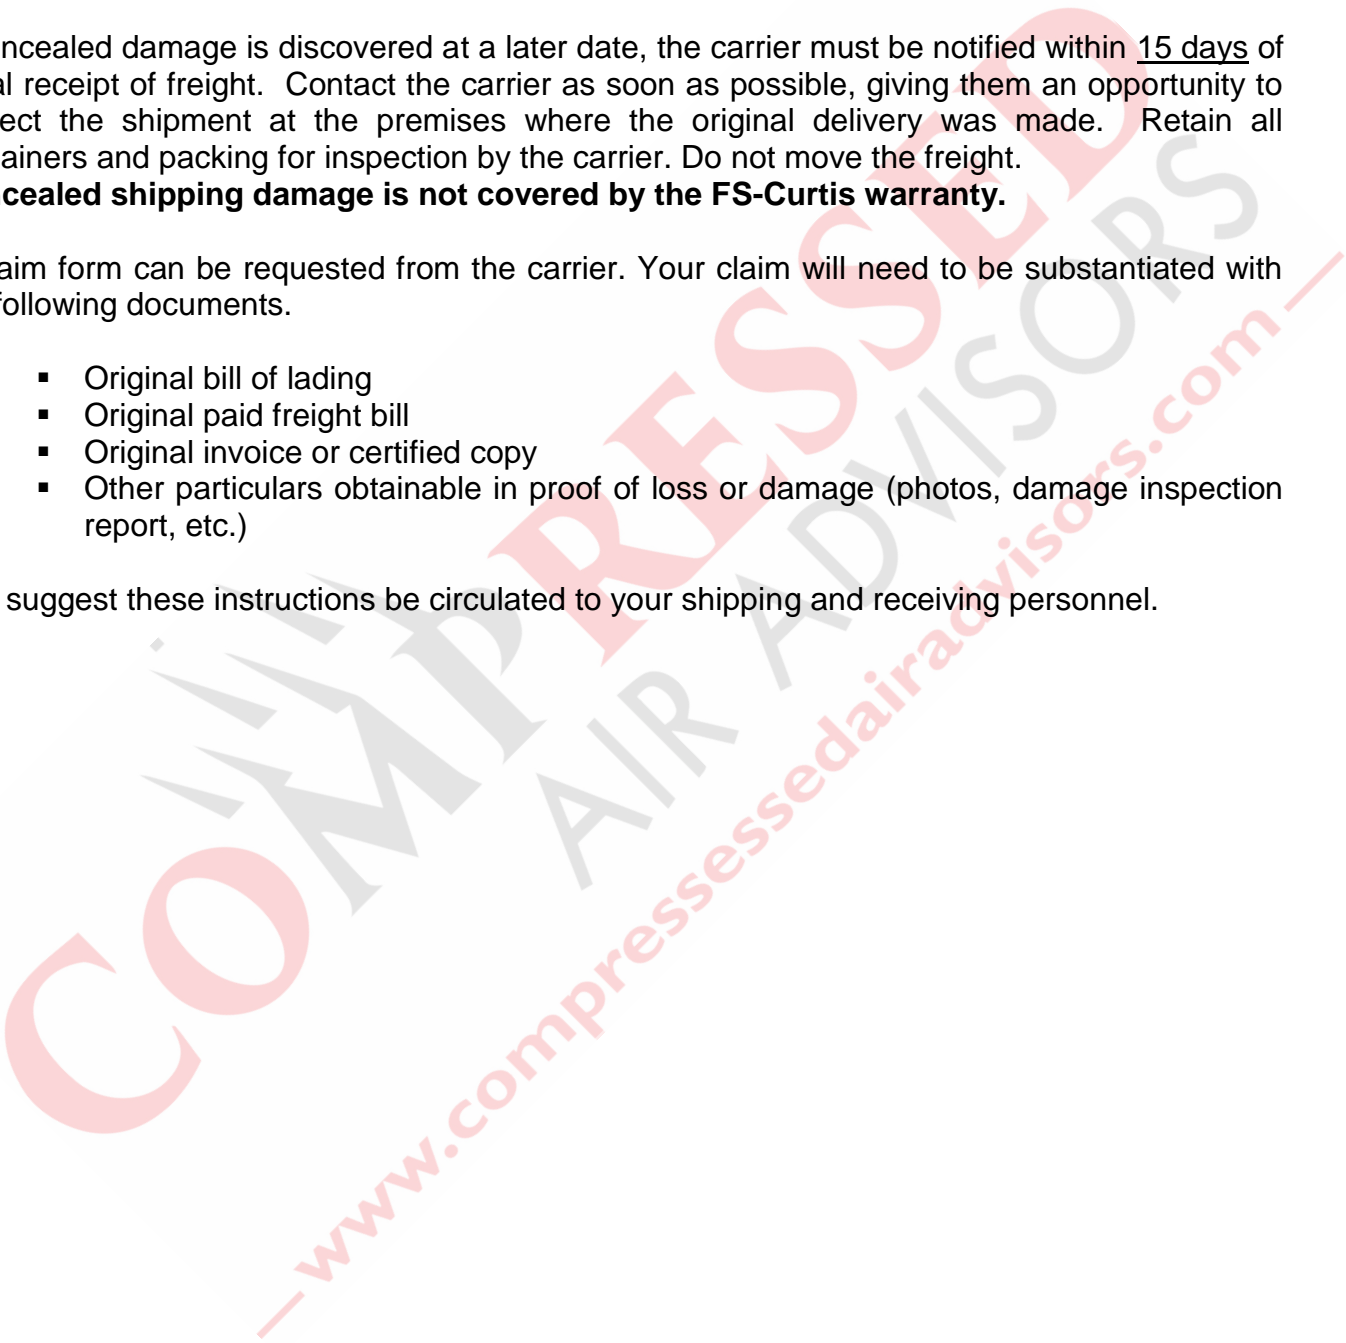 ncealed damage is discovered at a later date, the carrier must be notified within 15 days of
al receipt of freight. Contact the carrier as soon as possible, giving them an opportunity to
ect the shipment at the premises where the original delivery was made. Retain all
ainers and packing for inspection by the carrier. Do not move the freight.
cealed shipping damage is not covered by the FS-Curtis warranty.
aim form can be requested from the carrier. Your claim will need to be substantiated with
following documents.
▪ Original bill of lading
▪ Original paid freight bill
▪ Original invoice or certified copy
▪ Other particulars obtainable in proof of loss or damage (photos, damage inspection
report, etc.)
suggest these instructions be circulated to your shipping and receiving personnel.
COMPRESSED
AIR ADVISORS
www.compressedairadvisors.com